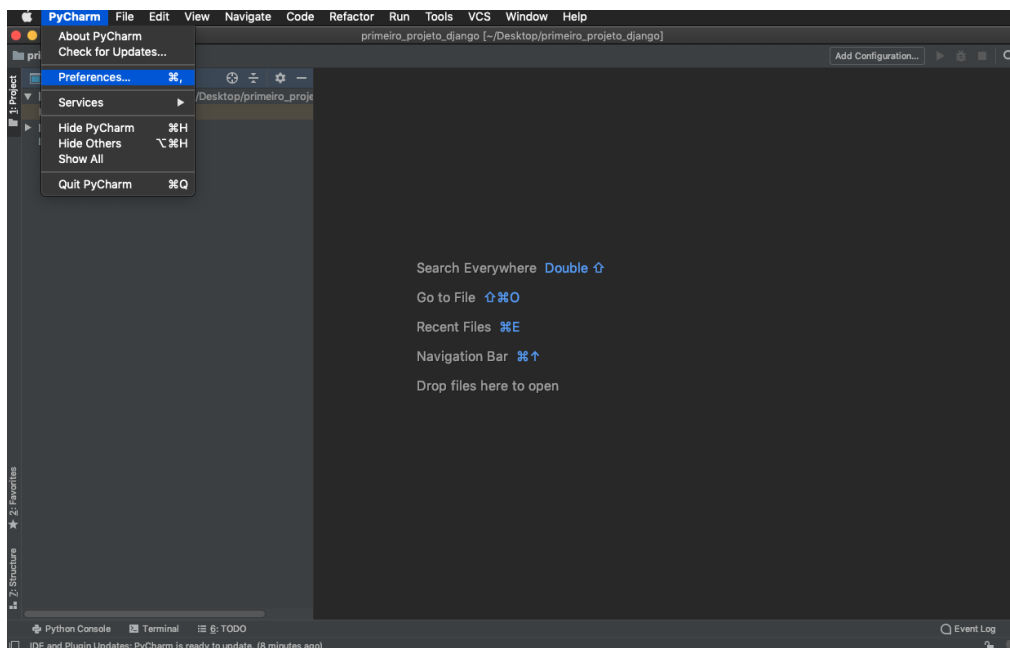 PyCharm File Edit View Navigate Code Refactor Run Tools VCS Window Help
primeiro_projeto_django [~/Desktop/primeiro_projeto_django]
About PyCharm
Check for Updates...
Preferences... ⌘,
Services ▶
Hide PyCharm ⌘H
Hide Others ⌥⌘H
Show All
Quit PyCharm ⌘Q
pri
Add Configuration...
1: Project
/Desktop/primeiro_proje
Search Everywhere Double ⇧
Go to File ⇧⌘O
Recent Files ⌘E
Navigation Bar ⌘↑
Drop files here to open
2: Favorites
Z: Structure
Python Console Terminal 6: TODO
Event Log
IDE and Plugin Updates: PyCharm is ready to update. (8 minutes ago)